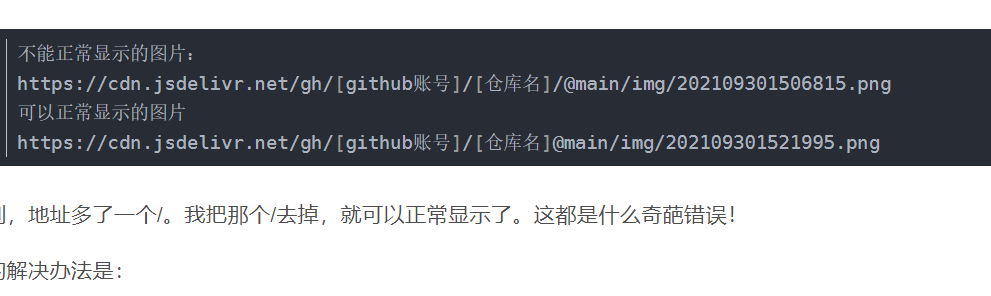 不能正常显示的图片：
https://cdn.jsdelivr.net/gh/[github账号]/[仓库名]/@main/img/202109301506815.png
可以正常显示的图片
https://cdn.jsdelivr.net/gh/[github账号]/[仓库名]@main/img/202109301521995.png
，地址多了一个/。我把那个/去掉，就可以正常显示了。这都是什么奇葩错误！
解决办法是：